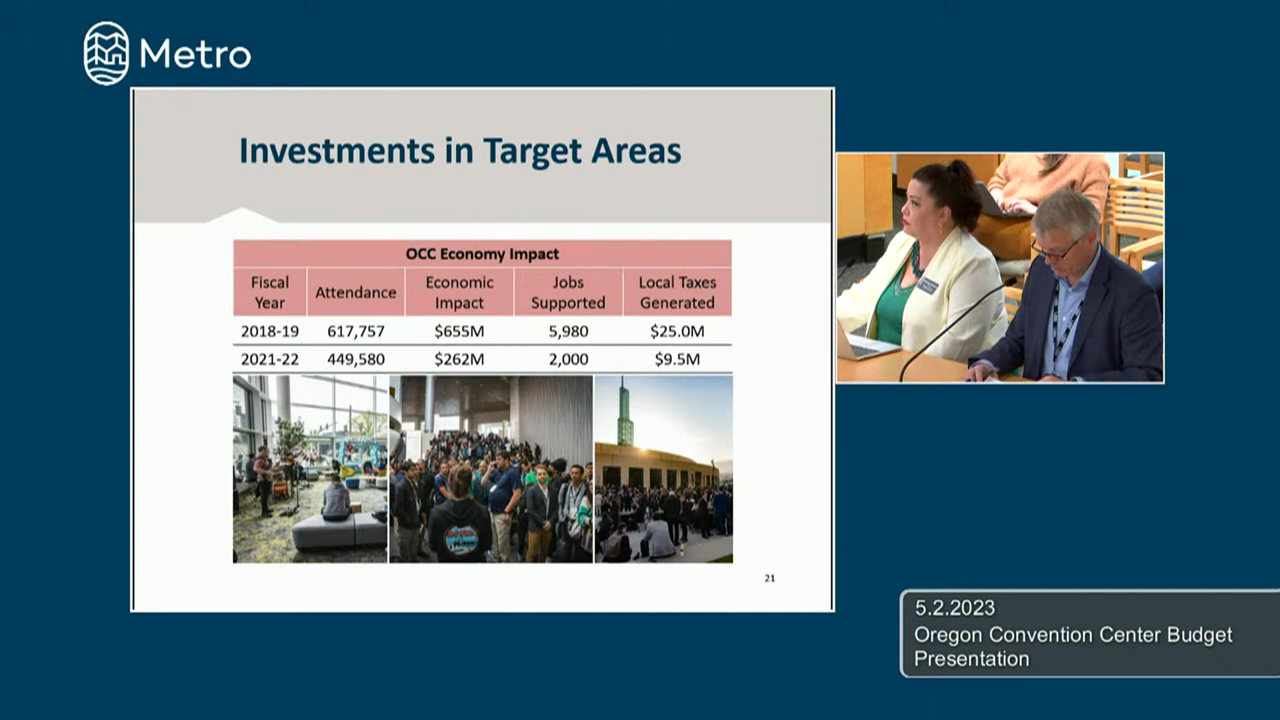 Metro
Investments in Target Areas
OCC Economy Impact
Fiscal Year Attendance Economic Impact Jobs Supported Local Taxes Generated
2018-19 617,757 $655M 5,980 $25.0M
2021-22 449,580 $262M 2,000 $9.5M
21
5.2.2023
Oregon Convention Center Budget
Presentation